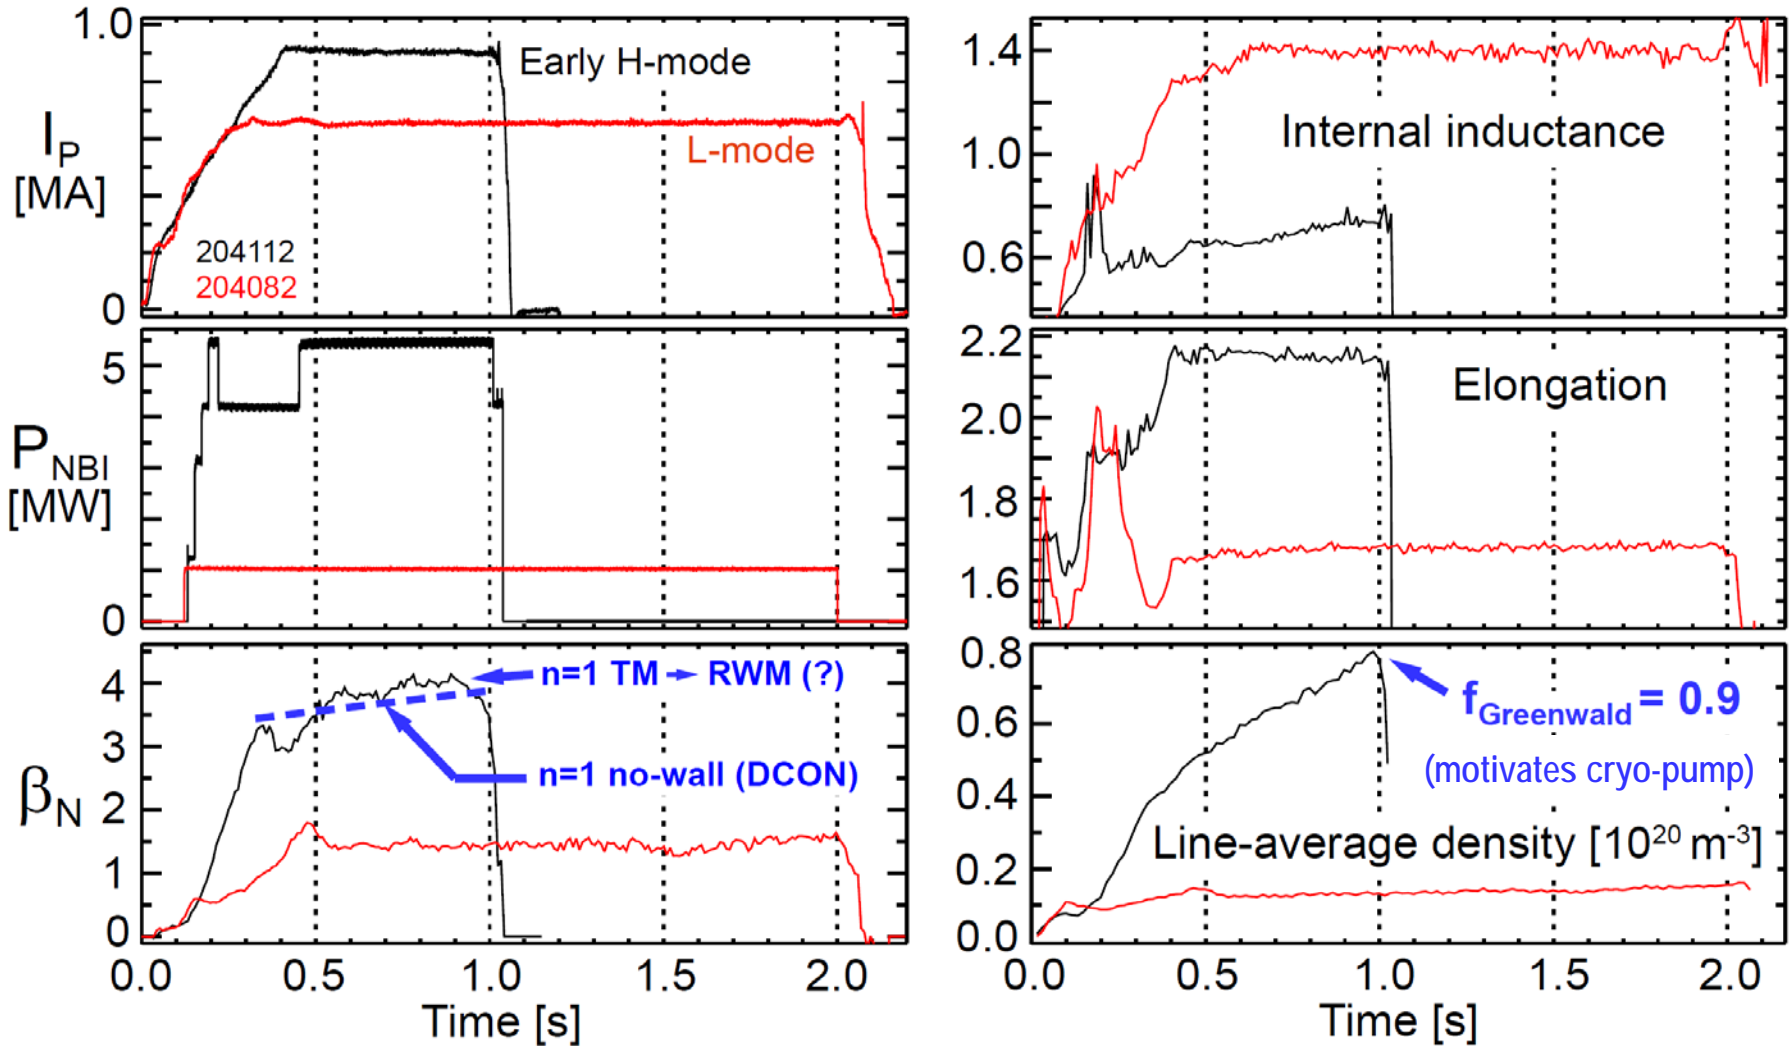 1.0
I_P
[MA]
0
Early H-mode
L-mode
204112
204082
5
P_NBI
[MW]
0
4
3
β_N
2
1
0
n=1 TM → RWM (?)
n=1 no-wall (DCON)
0.0 0.5 1.0 1.5 2.0
Time [s]
1.4
1.0
0.6
Internal inductance
2.2
2.0
1.8
1.6
Elongation
0.8
0.6
0.4
0.2
0.0
f_Greenwald = 0.9
(motivates cryo-pump)
Line-average density [10²⁰ m⁻³]
0.0 0.5 1.0 1.5 2.0
Time [s]